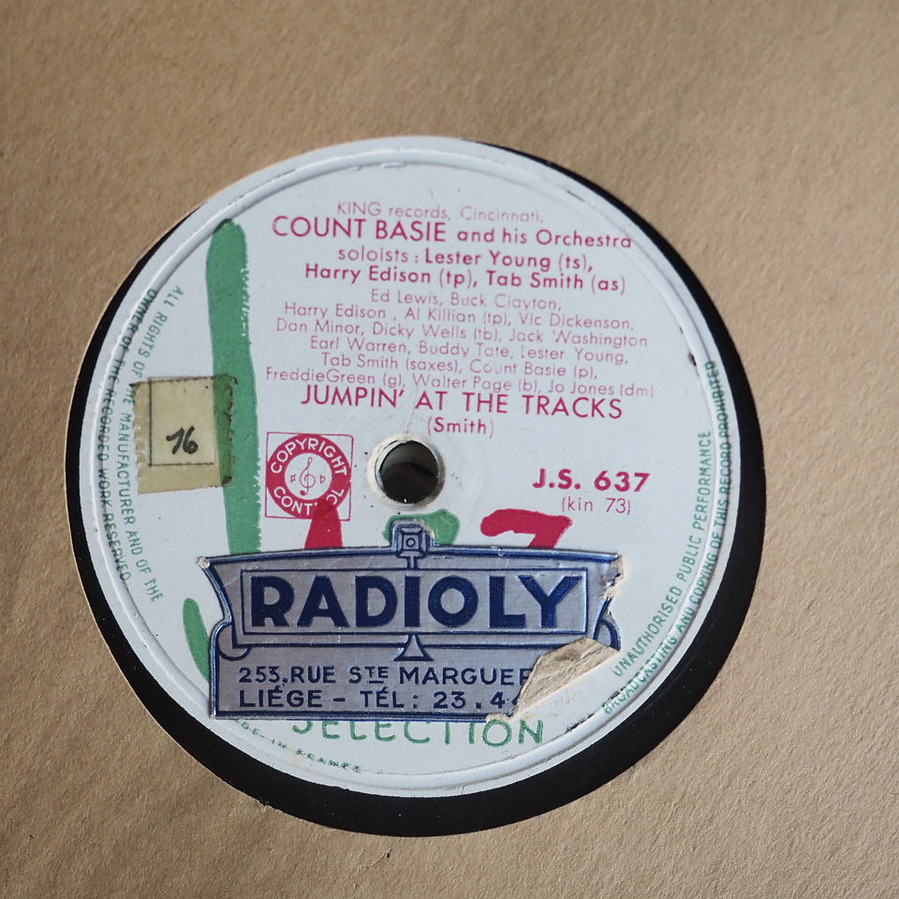 KING records, Cincinnati,
COUNT BASIE and his Orchestra
soloists : Lester Young (ts),
Harry Edison (tp), Tab Smith (as)
Ed Lewis, Buck Clayton,
Harry Edison , Al Killian (tp), Vic Dickenson,
Dan Minor, Dicky Wells (tb), Jack Washington
Earl Warren, Buddy Tate, Lester Young,
Tab Smith (saxes), Count Basie (p),
Freddie Green (g), Walter Page (b), Jo Jones (dm)
JUMPIN' AT THE TRACKS
(Smith)
16
COPYRIGHT
CONTROL
J.S. 637
(kin 73)
RADIOLY
253.RUE STE
LIÉGE - TÉL: 23.4
SELECTION
ALL RIGHTS OF THE MANUFACTURER AND OF THE
OWNER OF THE RECORDED WORK RESERVED
UNAUTHORISED PUBLIC PERFORMANCE
BROADCASTING AND COPYING OF THIS RECORD PROHIBITED
IN FRANCE